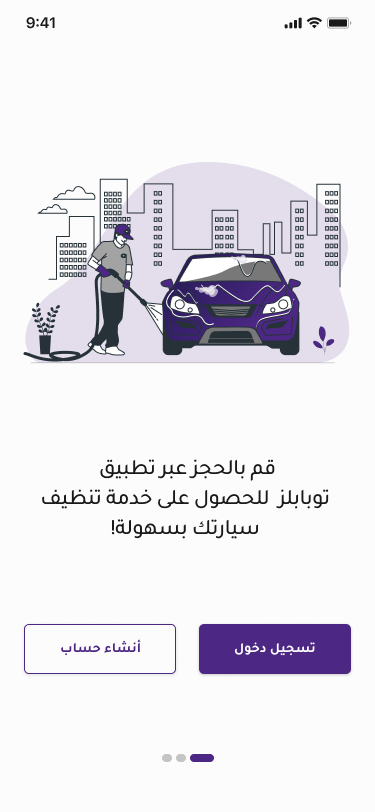 9:41
قم بالحجز عبر تطبيق
توبابلز للحصول على خدمة تنظيف
سيارتك بسهولة!
تسجيل دخول
أنشاء حساب